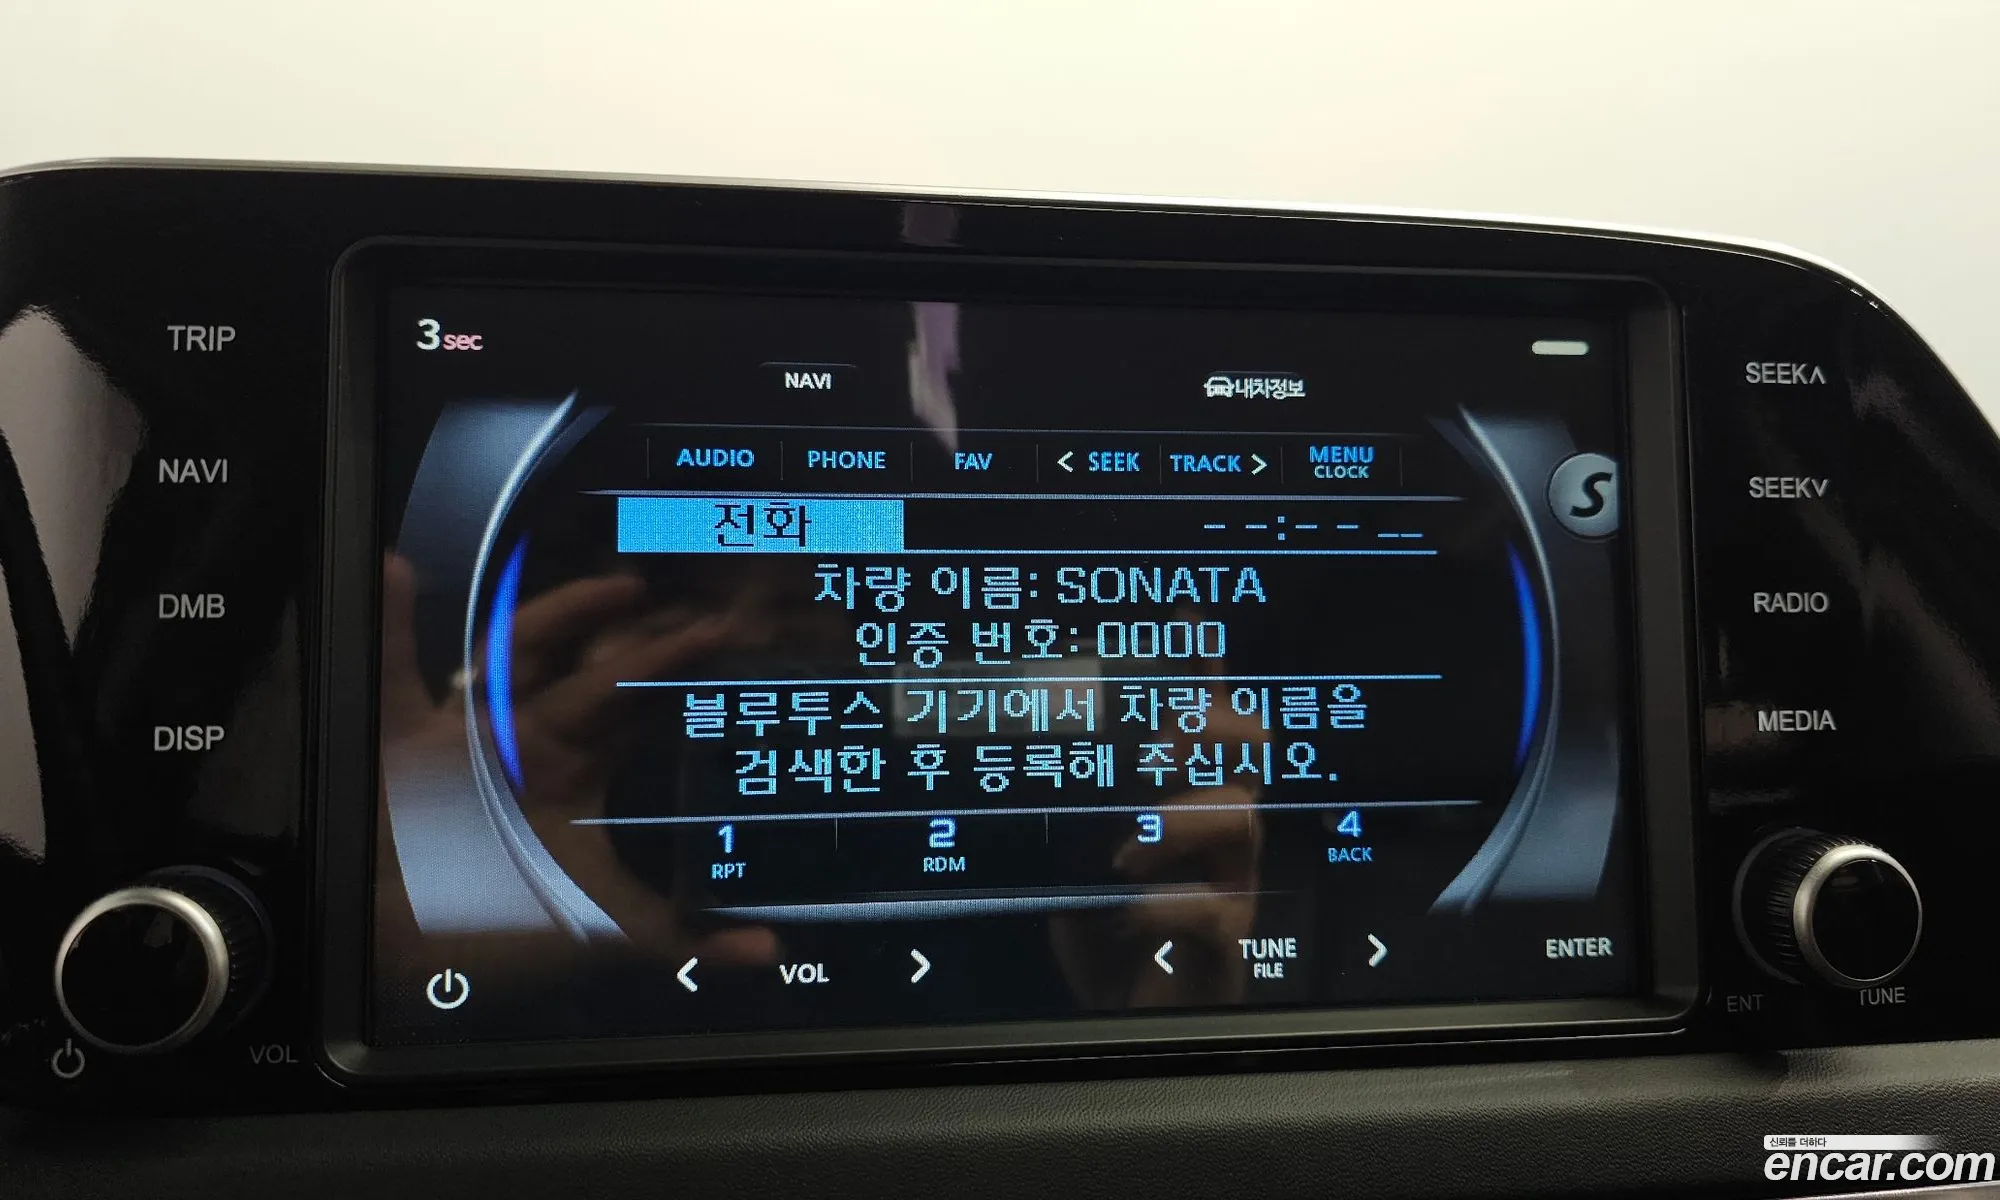 TRIP
NAVI
DMB
DISP
VOL
3sec
NAVI
내차정보
AUDIO
PHONE
FAV
< SEEK
TRACK >
MENU
CLOCK
S
전화
--:-- __
차량 이름: SONATA
인증 번호: 0000
블루투스 기기에서 차량 이름을
검색한 후 등록해 주십시오.
1
RPT
2
RDM
3
4
BACK
< VOL >
< TUNE >
FILE
ENTER
SEEK∧
SEEK∨
RADIO
MEDIA
ENT
TUNE
신뢰를 더하다
encar.com